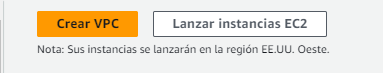 Crear VPC
Lanzar instancias EC2
Nota: Sus instancias se lanzarán en la región EE.UU. Oeste.